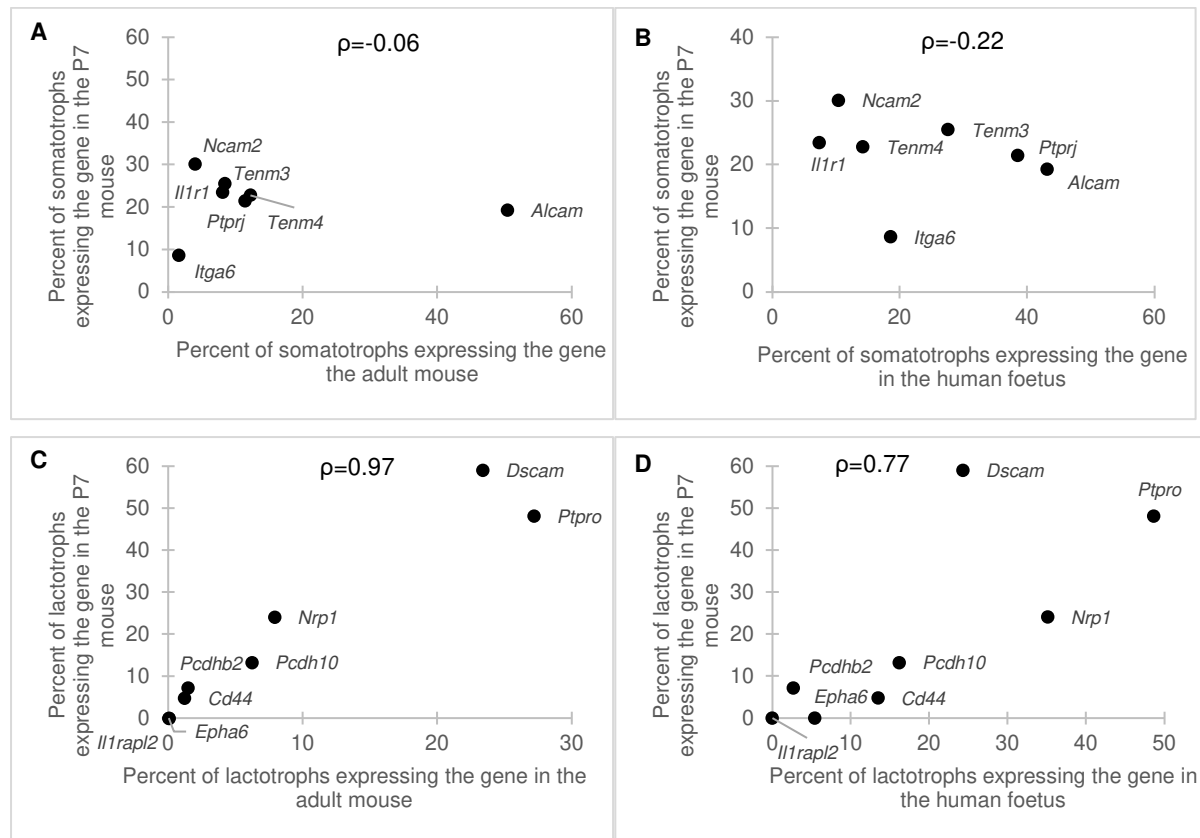 A
ρ=-0.06
60
50
40
30
20
10
0
0
20
40
60
Percent of somatotrophs
expressing the gene in the P7
mouse
Ncam2
Tenm3
Il1r1
Ptprj
Tenm4
Alcam
Itga6
Percent of somatotrophs expressing the gene
the adult mouse
B
ρ=-0.22
40
30
20
10
0
0
20
40
60
Percent of somatotrophs
expressing the gene in the P7
mouse
Ncam2
Tenm3
Il1r1
Tenm4
Ptprj
Alcam
Itga6
Percent of somatotrophs expressing the gene
in the human foetus
C
ρ=0.97
60
50
40
30
20
10
0
0
10
20
30
Percent of lactotrophs
expressing the gene in the P7
mouse
Dscam
Ptpro
Nrp1
Pcdhb2
Pcdh10
Cd44
Il1rapl2
Epha6
Percent of lactotrophs expressing the gene in the
adult mouse
D
ρ=0.77
60
50
40
30
20
10
0
0
10
20
30
40
50
Percent of lactotrophs
expressing the gene in the P7
mouse
Dscam
Ptpro
Nrp1
Pcdhb2
Pcdh10
Epha6
Cd44
Il1rapl2
Percent of lactotrophs expressing the gene in
the human foetus